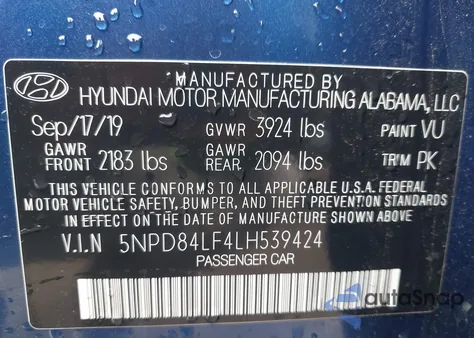 MANUFACTURED BY
HYUNDAI MOTOR MANUFACTURING ALABAMA, LLC
Sep/17/19 GVWR 3924 lbs PAINT VU
GAWR FRONT 2183 lbs GAWR REAR 2094 lbs TRIM PK
THIS VEHICLE CONFORMS TO ALL APPLICABLE U.S.A. FEDERAL
MOTOR VEHICLE SAFETY, BUMPER, AND THEFT PREVENTION STANDARDS
IN EFFECT ON THE DATE OF MANUFACTURE SHOWN ABOVE.
V.I.N 5NPD84LF4LH539424
PASSENGER CAR
autoSnap